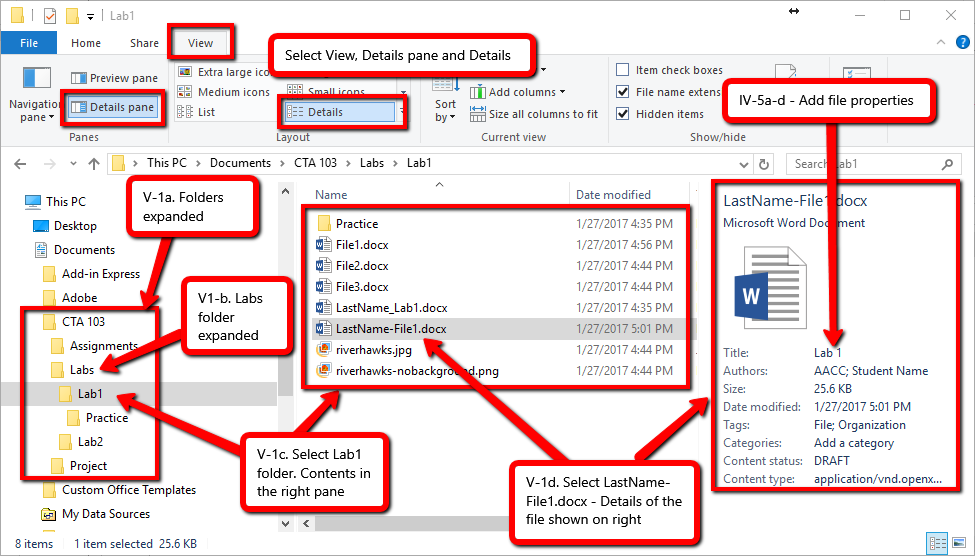 Lab1
File
Home
Share
View
Select View, Details pane and Details
Navigation
pane
Preview pane
Details pane
Panes
Extra large
Medium icons
Small icons
List
Details
Layout
Sort
by
Add columns
Size all columns to fit
Current view
Item check boxes
File name extens
Hidden items
Show/hide
IV-5a-d - Add file properties
This PC
Documents
CTA 103
Labs
Lab1
Search Lab1
This PC
Desktop
Documents
Add-in Express
Adobe
CTA 103
Assignments
Labs
Lab1
Practice
Lab2
Project
Custom Office Templates
My Data Sources
V-1a. Folders
expanded
V1-b. Labs
folder
expanded
V-1c. Select Lab1
folder. Contents in
the right pane
Name
Date modified
Practice 1/27/2017 4:35 PM
File1.docx 1/27/2017 4:56 PM
File2.docx 1/27/2017 4:44 PM
File3.docx 1/27/2017 4:44 PM
LastName_Lab1.docx 1/27/2017 4:35 PM
LastName-File1.docx 1/27/2017 5:01 PM
riverhawks.jpg 1/27/2017 4:44 PM
riverhawks-nobackground.png 1/27/2017 4:44 PM
V-1d. Select LastName-
File1.docx - Details of the
file shown on right
LastName-File1.docx
Microsoft Word Document
W
Title: Lab 1
Authors: AACC; Student Name
Size: 25.6 KB
Date modified: 1/27/2017 5:01 PM
Tags: File; Organization
Categories: Add a category
Content status: DRAFT
Content type: application/vnd.openx...
8 items
1 item selected 25.6 KB